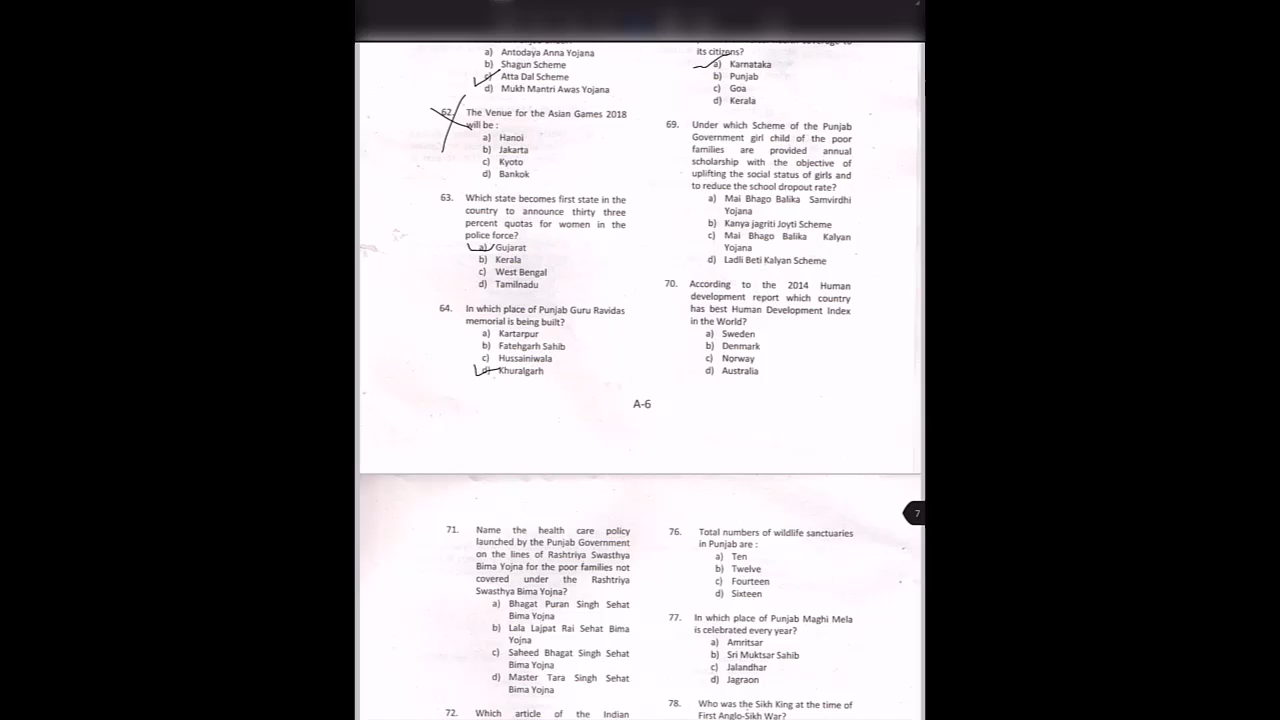 a) Antodaya Anna Yojana
b) Shagun Scheme
c) Atta Dal Scheme
d) Mukh Mantri Awas Yojana
62. The Venue for the Asian Games 2018
will be :
a) Hanoi
b) Jakarta
c) Kyoto
d) Bankok
63. Which state becomes first state in the
country to announce thirty three
percent quotas for women in the
police force?
a) Gujarat
b) Kerala
c) West Bengal
d) Tamilnadu
64. In which place of Punjab Guru Ravidas
memorial is being built?
a) Kartarpur
b) Fatehgarh Sahib
c) Hussainiwala
d) Khuralgarh
its citizens?
a) Karnataka
b) Punjab
c) Goa
d) Kerala
69. Under which Scheme of the Punjab
Government girl child of the poor
families are provided annual
scholarship with the objective of
uplifting the social status of girls and
to reduce the school dropout rate?
a) Mai Bhago Balika Samvirdhi
Yojana
b) Kanya jagriti Joyti Scheme
c) Mai Bhago Balika Kalyan
Yojana
d) Ladli Beti Kalyan Scheme
70. According to the 2014 Human
development report which country
has best Human Development Index
in the World?
a) Sweden
b) Denmark
c) Norway
d) Australia
A-6
7
71. Name the health care policy
launched by the Punjab Government
on the lines of Rashtriya Swasthya
Bima Yojna for the poor families not
covered under the Rashtriya
Swasthya Bima Yojna?
a) Bhagat Puran Singh Sehat
Bima Yojna
b) Lala Lajpat Rai Sehat Bima
Yojna
c) Saheed Bhagat Singh Sehat
Bima Yojna
d) Master Tara Singh Sehat
Bima Yojna
72. Which article of the Indian
76. Total numbers of wildlife sanctuaries
in Punjab are :
a) Ten
b) Twelve
c) Fourteen
d) Sixteen
77. In which place of Punjab Maghi Mela
is celebrated every year?
a) Amritsar
b) Sri Muktsar Sahib
c) Jalandhar
d) Jagraon
78. Who was the Sikh King at the time of
First Anglo-Sikh War?